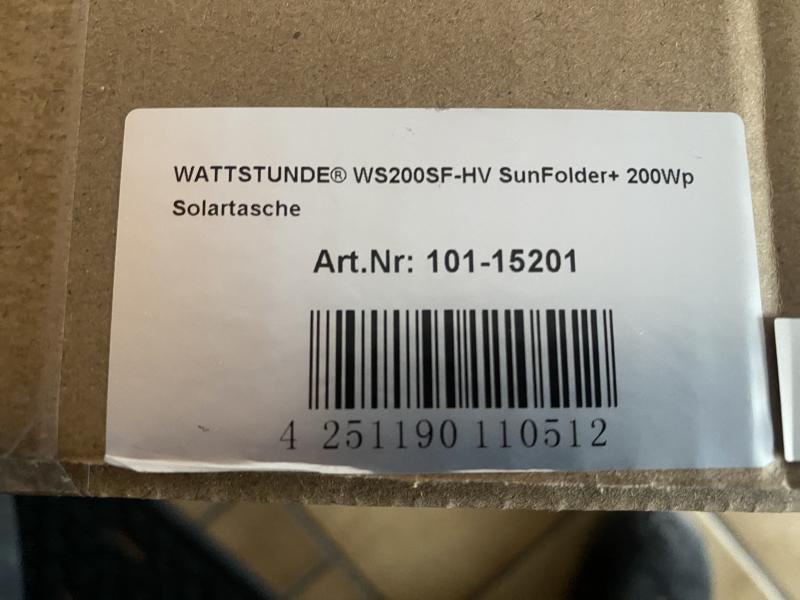 WATTSTUNDE® WS200SF-HV SunFolder+ 200Wp
Solartasche
Art.Nr: 101-15201
4 251190 110512